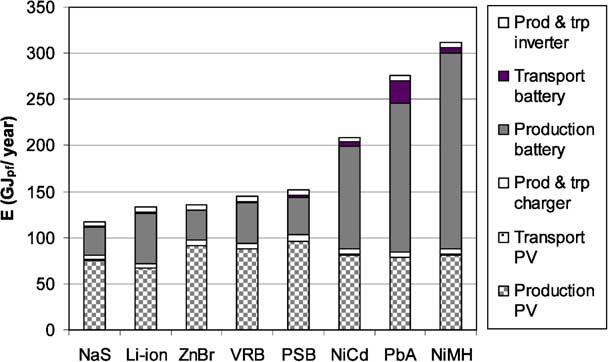 E (GJpf/ year)
350
300
250
200
150
100
50
0
NaS Li-ion ZnBr VRB PSB NiCd PbA NiMH
Prod & trp
inverter
Transport
battery
Production
battery
Prod & trp
charger
Transport
PV
Production
PV